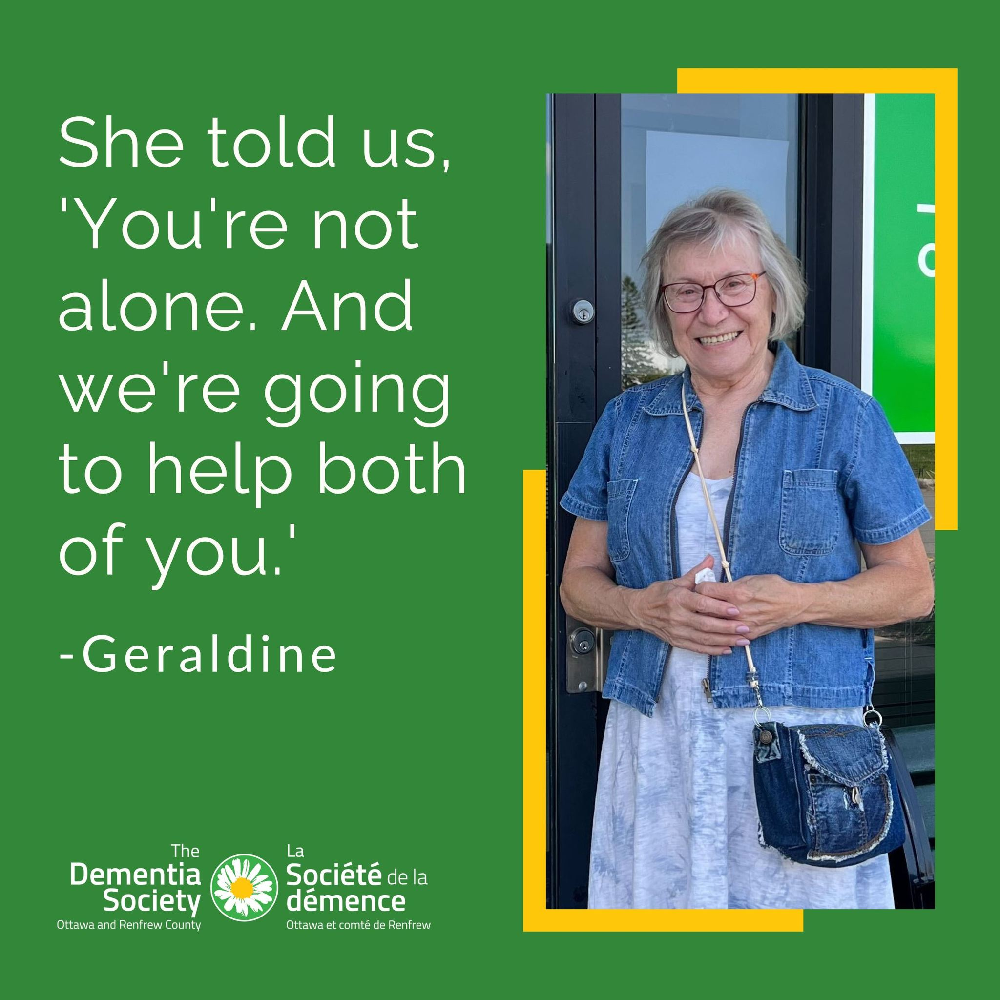 She told us,
'You're not
alone. And
we're going
to help both
of you.'
-Geraldine
The
Dementia
Society
Ottawa and Renfrew County
La
Société de la
démence
Ottawa et comté de Renfrew